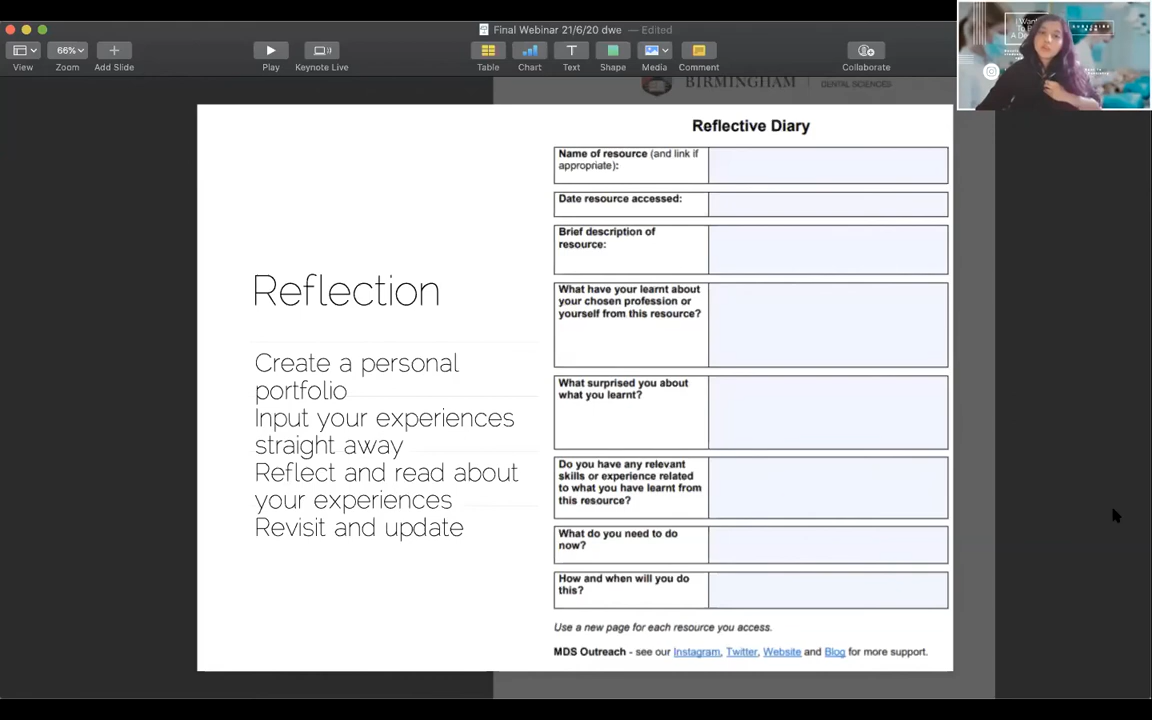 Final Webinar 21/6/20 dwe — Edited
66%
View
Zoom
Add Slide
Play
Keynote Live
Table
Chart
Text
Shape
Media
Comment
Collaborate
I Want
To B
A De
BIRMINGHAM
DENTAL SCIENCES
Reflection
Create a personal
portfolio
Input your experiences
straight away
Reflect and read about
your experiences
Revisit and update
Reflective Diary
Name of resource (and link if
appropriate):
Date resource accessed:
Brief description of
resource:
What have your learnt about
your chosen profession or
yourself from this resource?
What surprised you about
what you learnt?
Do you have any relevant
skills or experience related
to what you have learnt from
this resource?
What do you need to do
now?
How and when will you do
this?
Use a new page for each resource you access.
MDS Outreach - see our Instagram, Twitter, Website and Blog for more support.